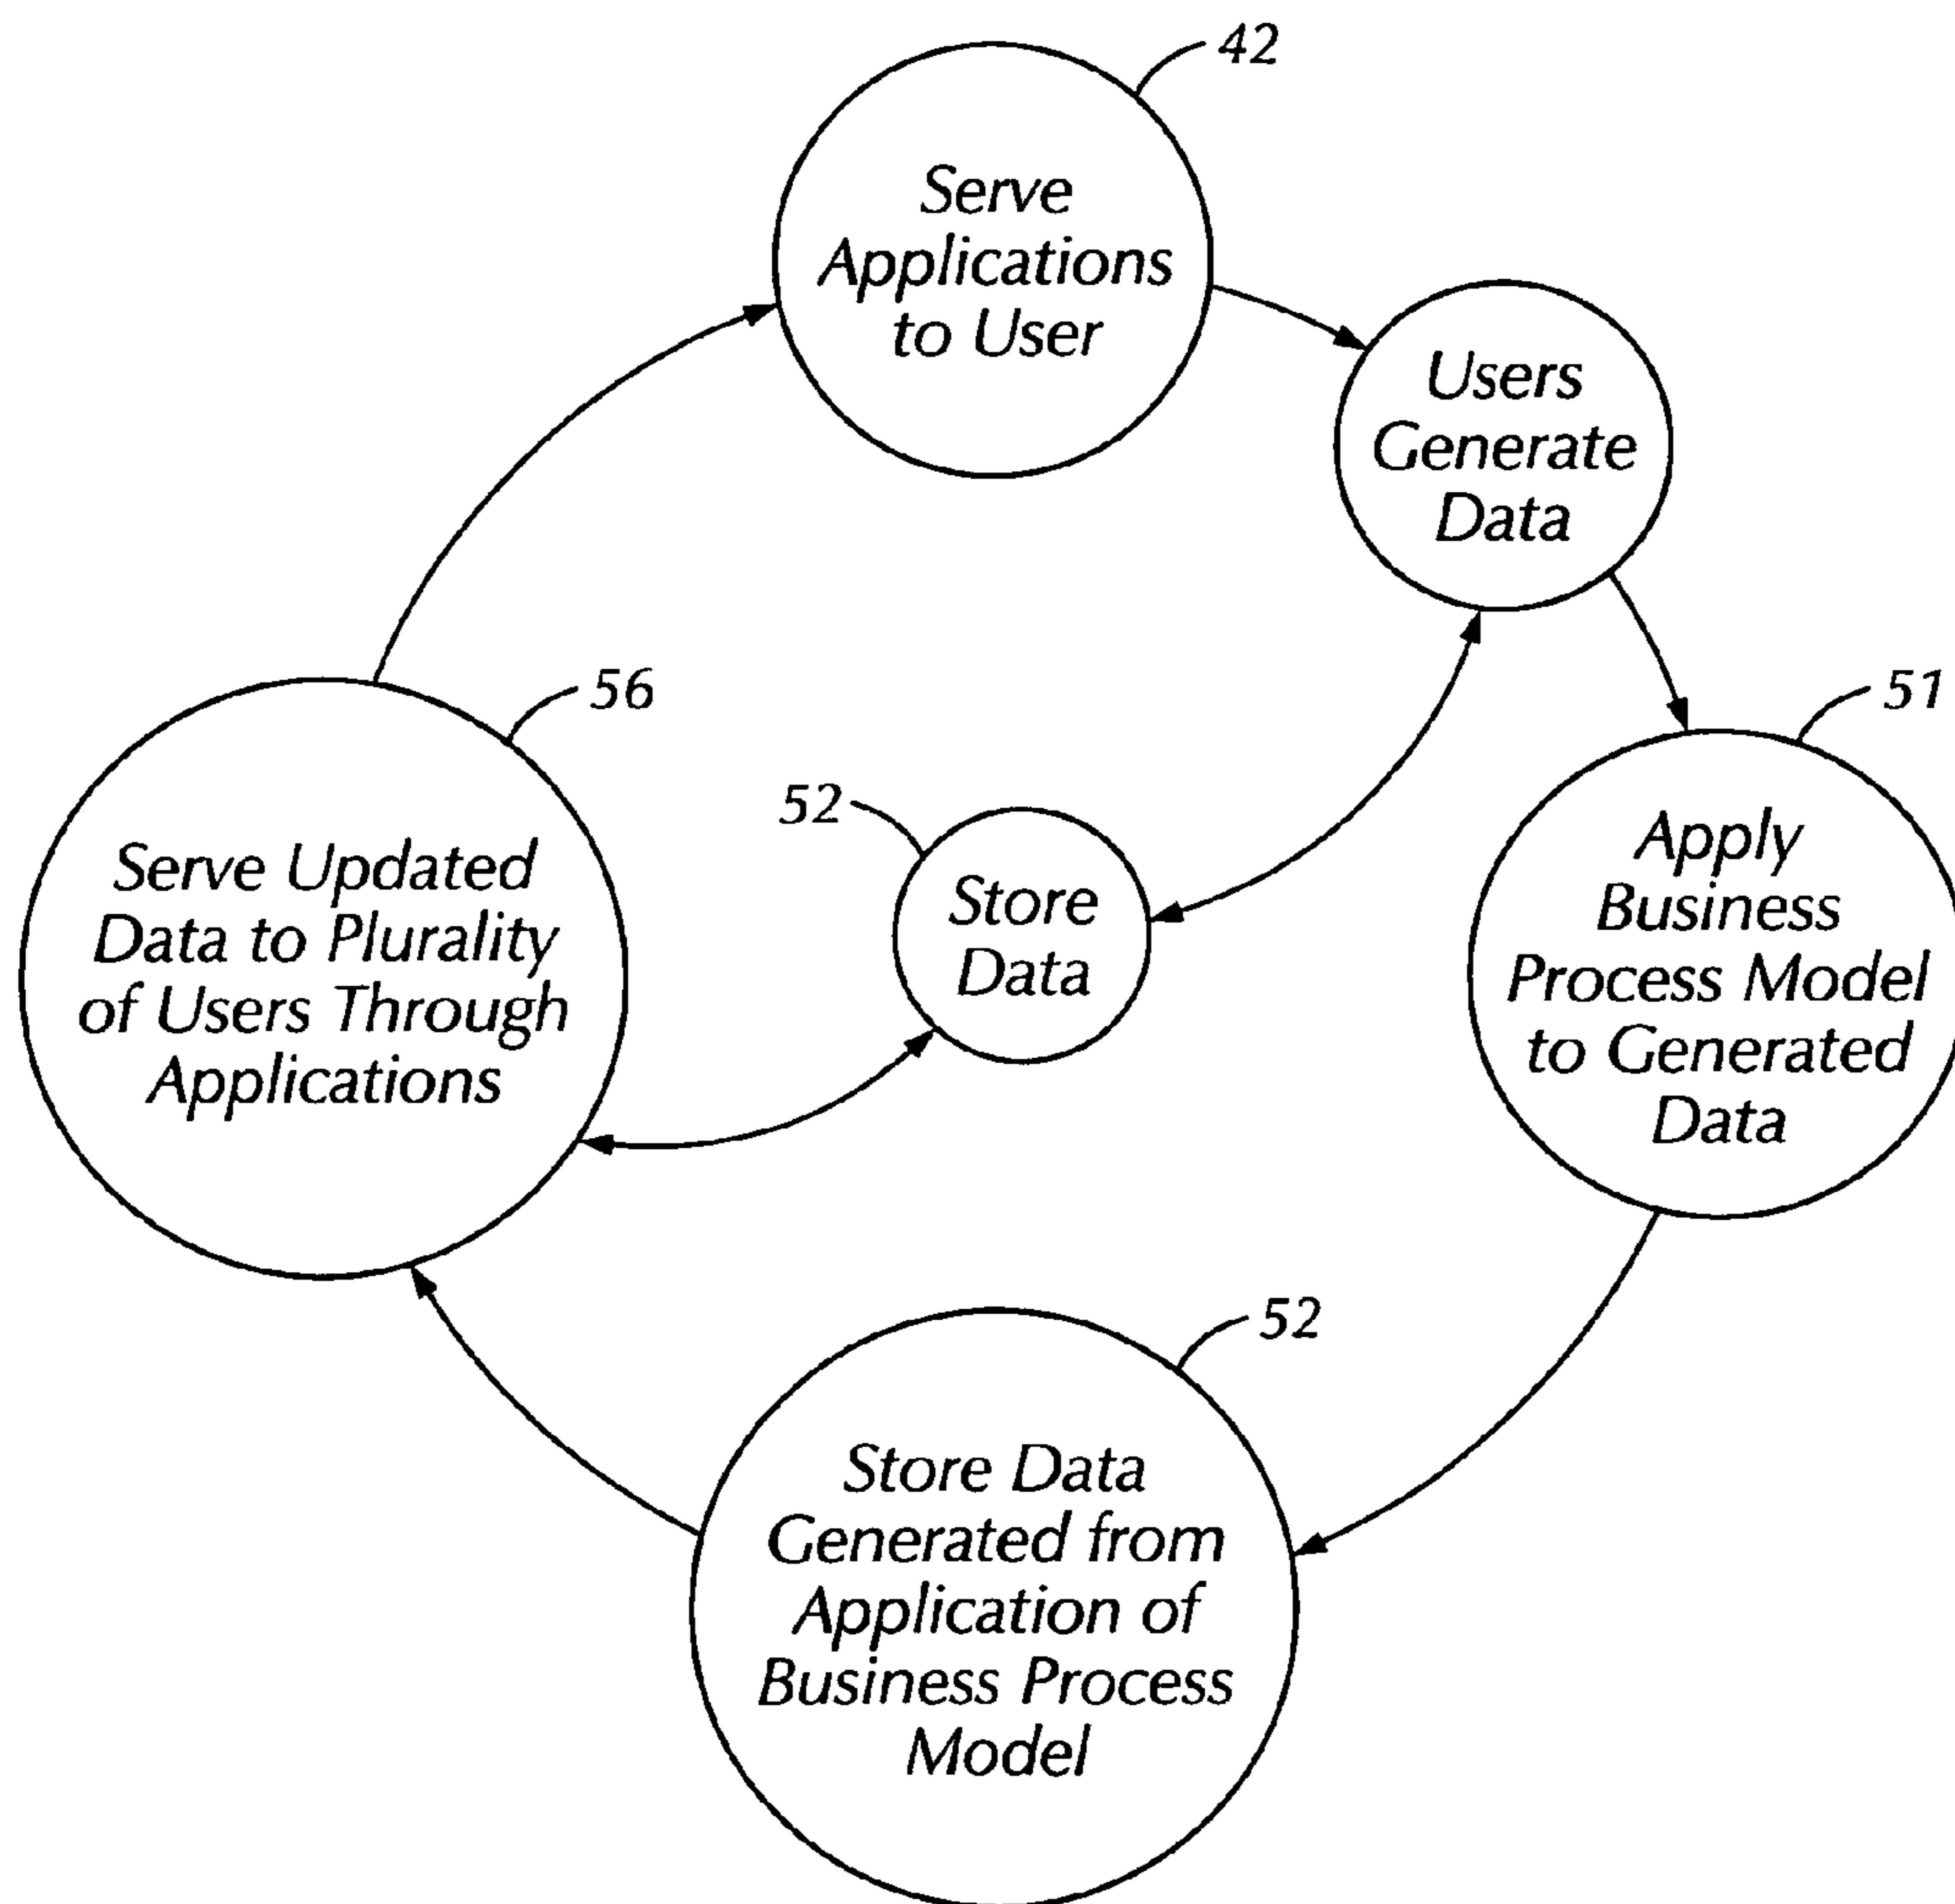 42
Serve
Applications
to User
Users
Generate
Data
56
51
52
Serve Updated
Data to Plurality
of Users Through
Applications
Store
Data
Apply
Business
Process Model
to Generated
Data
52
Store Data
Generated from
Application of
Business Process
Model